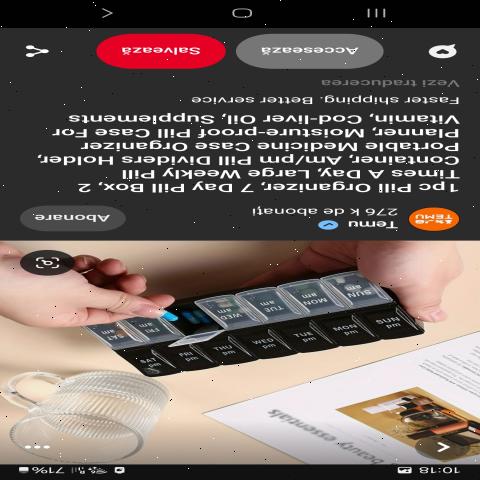 10:18 71%
beauty essentials
SUN MON TUE WED THU FRI SAT
pm pm pm pm pm pm pm
SUN MON TUE WED FRI SAT
am am am am am am
TEMU
Temu
276 k de abonați
Abonare
1pc Pill Organizer, 7 Day Pill Box, 2
Times A Day, Large Weekly Pill
Container, Am/pm Pill Dividers Holder,
Portable Medicine Case Organizer
Planner, Moisture-proof Pill Case For
Vitamin, Cod-liver Oil, Supplements
Faster shipping. Better service
Vezi traducerea
Accesează
Salvează